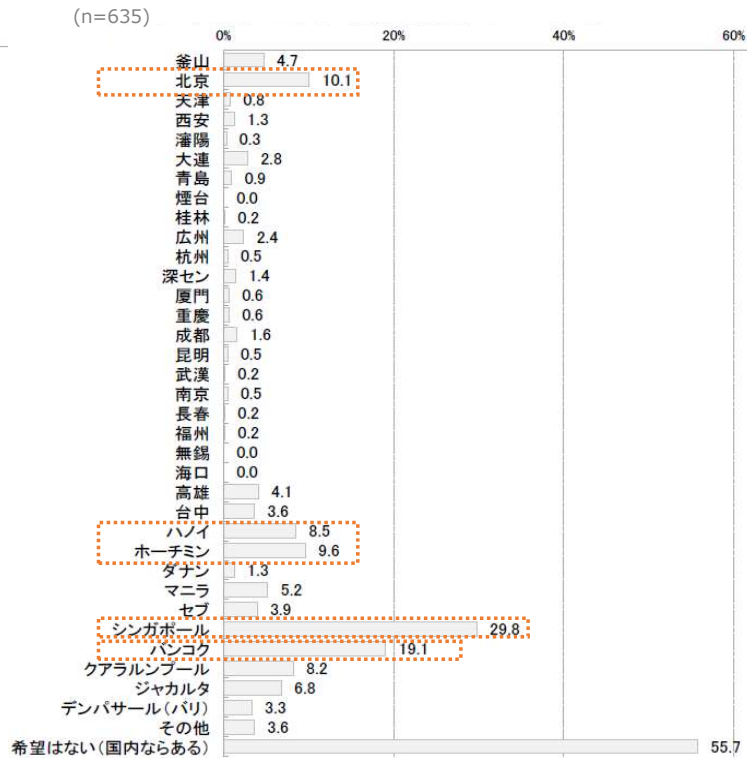 (n=635)
0% 20% 40% 60%
釜山 4.7
北京 10.1
天津 0.8
西安 1.3
瀋陽 0.3
大連 2.8
青島 0.9
煙台 0.0
桂林 0.2
広州 2.4
杭州 0.5
深セン 1.4
厦門 0.6
重慶 0.6
成都 1.6
昆明 0.5
武漢 0.2
南京 0.5
長春 0.2
福州 0.2
無錫 0.0
海口 0.0
高雄 4.1
台中 3.6
ハノイ 8.5
ホーチミン 9.6
ダナン 1.3
マニラ 5.2
セブ 3.9
シンガポール 29.8
バンコク 19.1
クアラルンプール 8.2
ジャカルタ 6.8
デンパサール(バリ) 3.3
その他 3.6
希望はない(国内ならある) 55.7